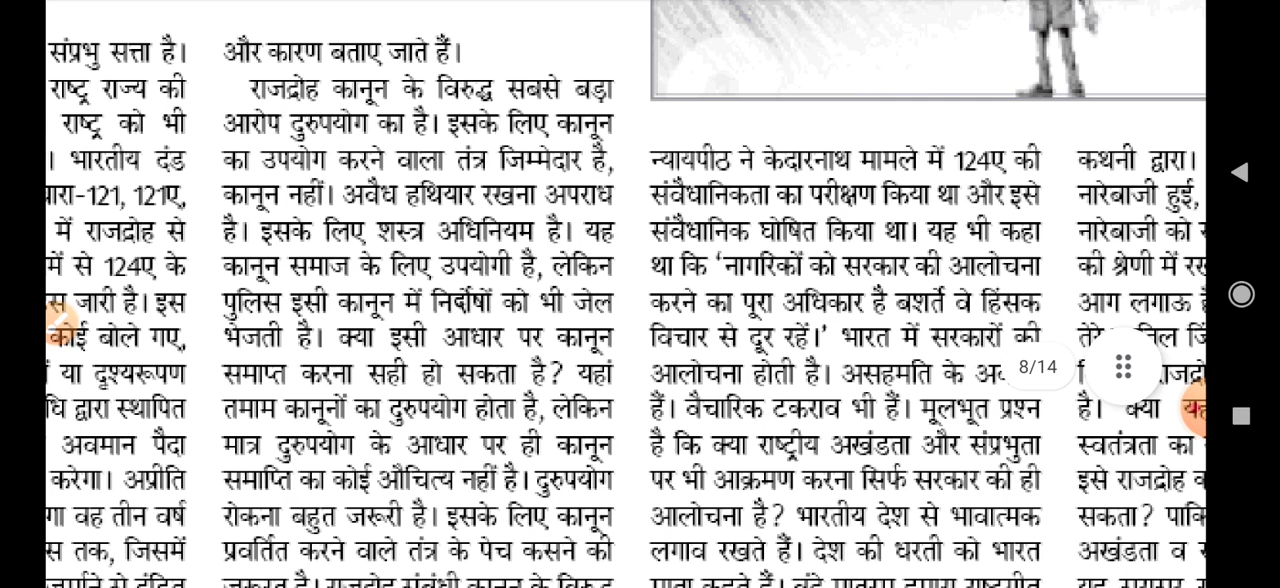 संप्रभु सत्ता है।
राष्ट्र राज्य की
राष्ट्र को भी
। भारतीय दंड
121, 121ए,
में राजद्रोह से
में से 124ए के
जारी है। इस
कोई बोले गए,
या दृश्यरूपण
द्वारा स्थापित
अवमान पैदा
करेगा। अप्रीति
वह तीन वर्ष
तक, जिसमें
और कारण बताए जाते हैं।
राजद्रोह कानून के विरुद्ध सबसे बड़ा
आरोप दुरुपयोग का है। इसके लिए कानून
का उपयोग करने वाला तंत्र जिम्मेदार है,
कानून नहीं। अवैध हथियार रखना अपराध
है। इसके लिए शस्त्र अधिनियम है। यह
कानून समाज के लिए उपयोगी है, लेकिन
पुलिस इसी कानून में निर्दोषों को भी जेल
भेजती है। क्या इसी आधार पर कानून
समाप्त करना सही हो सकता है? यहां
तमाम कानूनों का दुरुपयोग होता है, लेकिन
मात्र दुरुपयोग के आधार पर ही कानून
समाप्ति का कोई औचित्य नहीं है। दुरुपयोग
रोकना बहुत जरूरी है। इसके लिए कानून
प्रवर्तित करने वाले तंत्र के पेच कसने की
न्यायपीठ ने केदारनाथ मामले में 124ए की
संवैधानिकता का परीक्षण किया था और इसे
संवैधानिक घोषित किया था। यह भी कहा
था कि ‘नागरिकों को सरकार की आलोचना
करने का पूरा अधिकार है बशर्ते वे हिंसक
विचार से दूर रहें।’ भारत में सरकारों की
आलोचना होती है। असहमति के
हैं। वैचारिक टकराव भी हैं। मूलभूत प्रश्न
है कि क्या राष्ट्रीय अखंडता और संप्रभुता
पर भी आक्रमण करना सिर्फ सरकार की ही
आलोचना है? भारतीय देश से भावात्मक
लगाव रखते हैं। देश की धरती को भारत
कथनी द्वारा।
नारेबाजी हुई,
नारेबाजी को
की श्रेणी में
आग लगाऊ
है। क्या
स्वतंत्रता का
इसे राजद्रोह
सकता?
अखंडता व
8/14